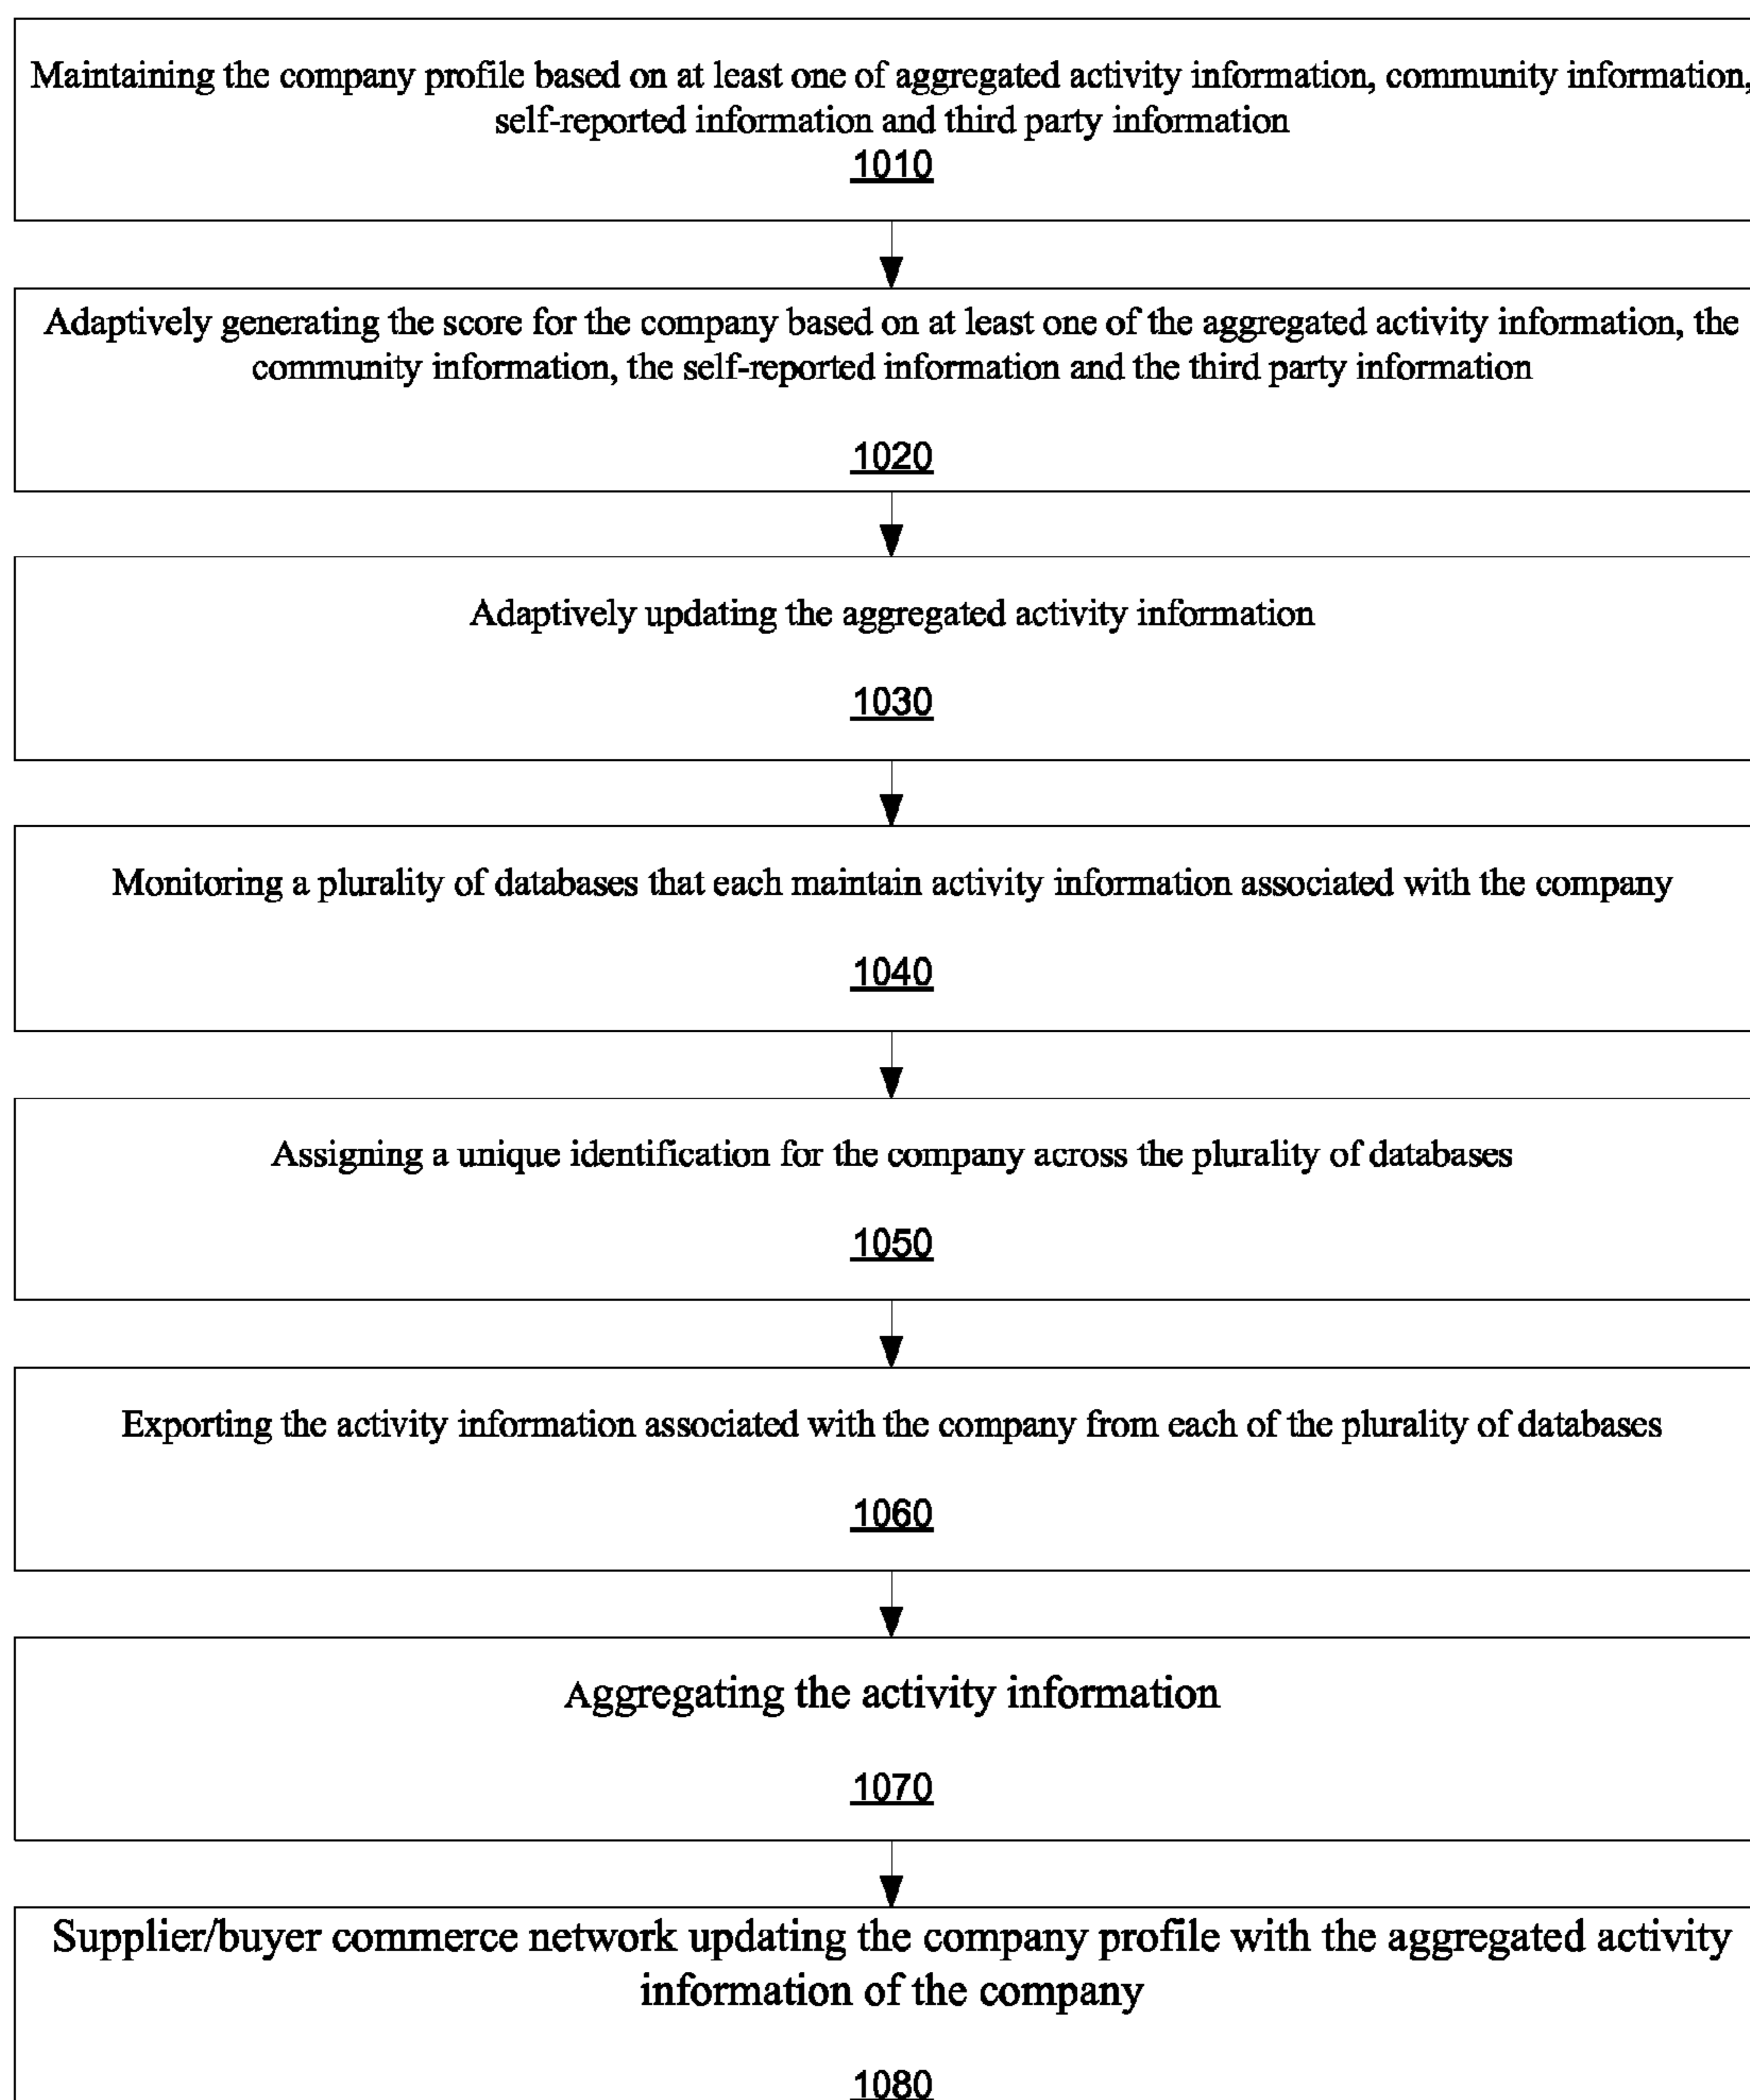 Maintaining the company profile based on at least one of aggregated activity information, community information,
self-reported information and third party information
1010
Adaptively generating the score for the company based on at least one of the aggregated activity information, the
community information, the self-reported information and the third party information
1020
Adaptively updating the aggregated activity information
1030
Monitoring a plurality of databases that each maintain activity information associated with the company
1040
Assigning a unique identification for the company across the plurality of databases
1050
Exporting the activity information associated with the company from each of the plurality of databases
1060
Aggregating the activity information
1070
Supplier/buyer commerce network updating the company profile with the aggregated activity
information of the company
1080